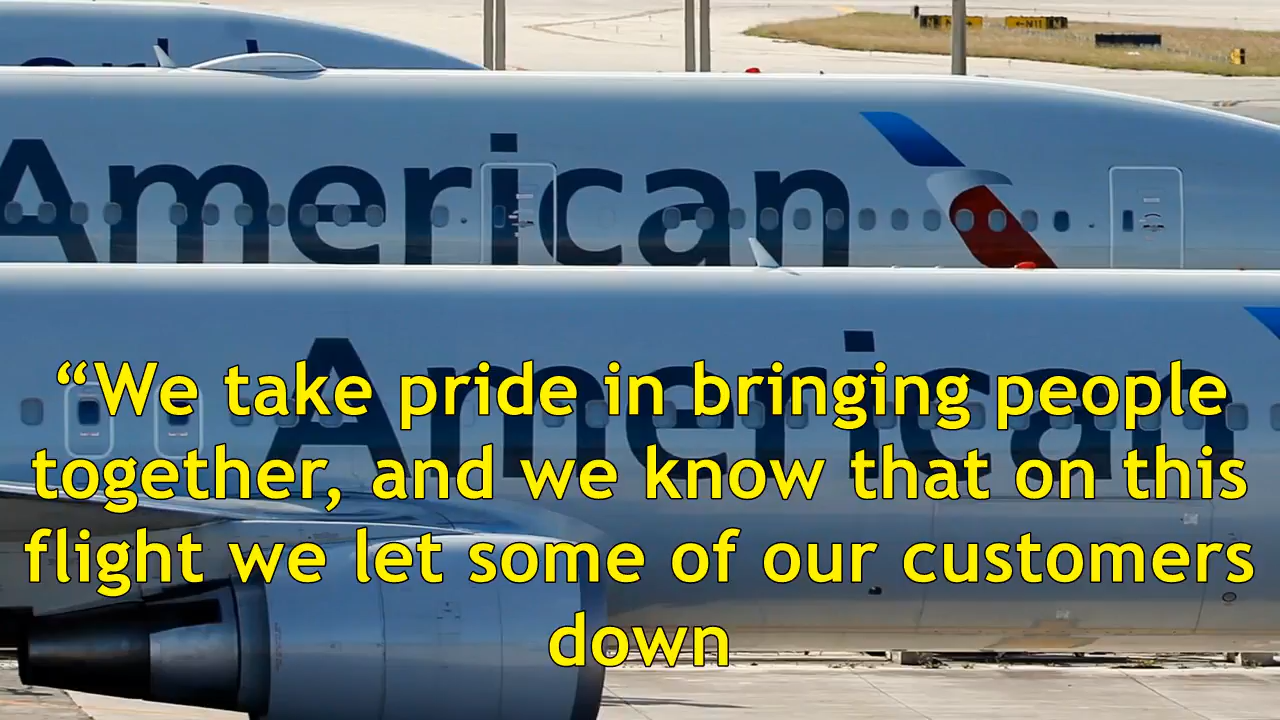 American
American
“We take pride in bringing people
together, and we know that on this
flight we let some of our customers
down